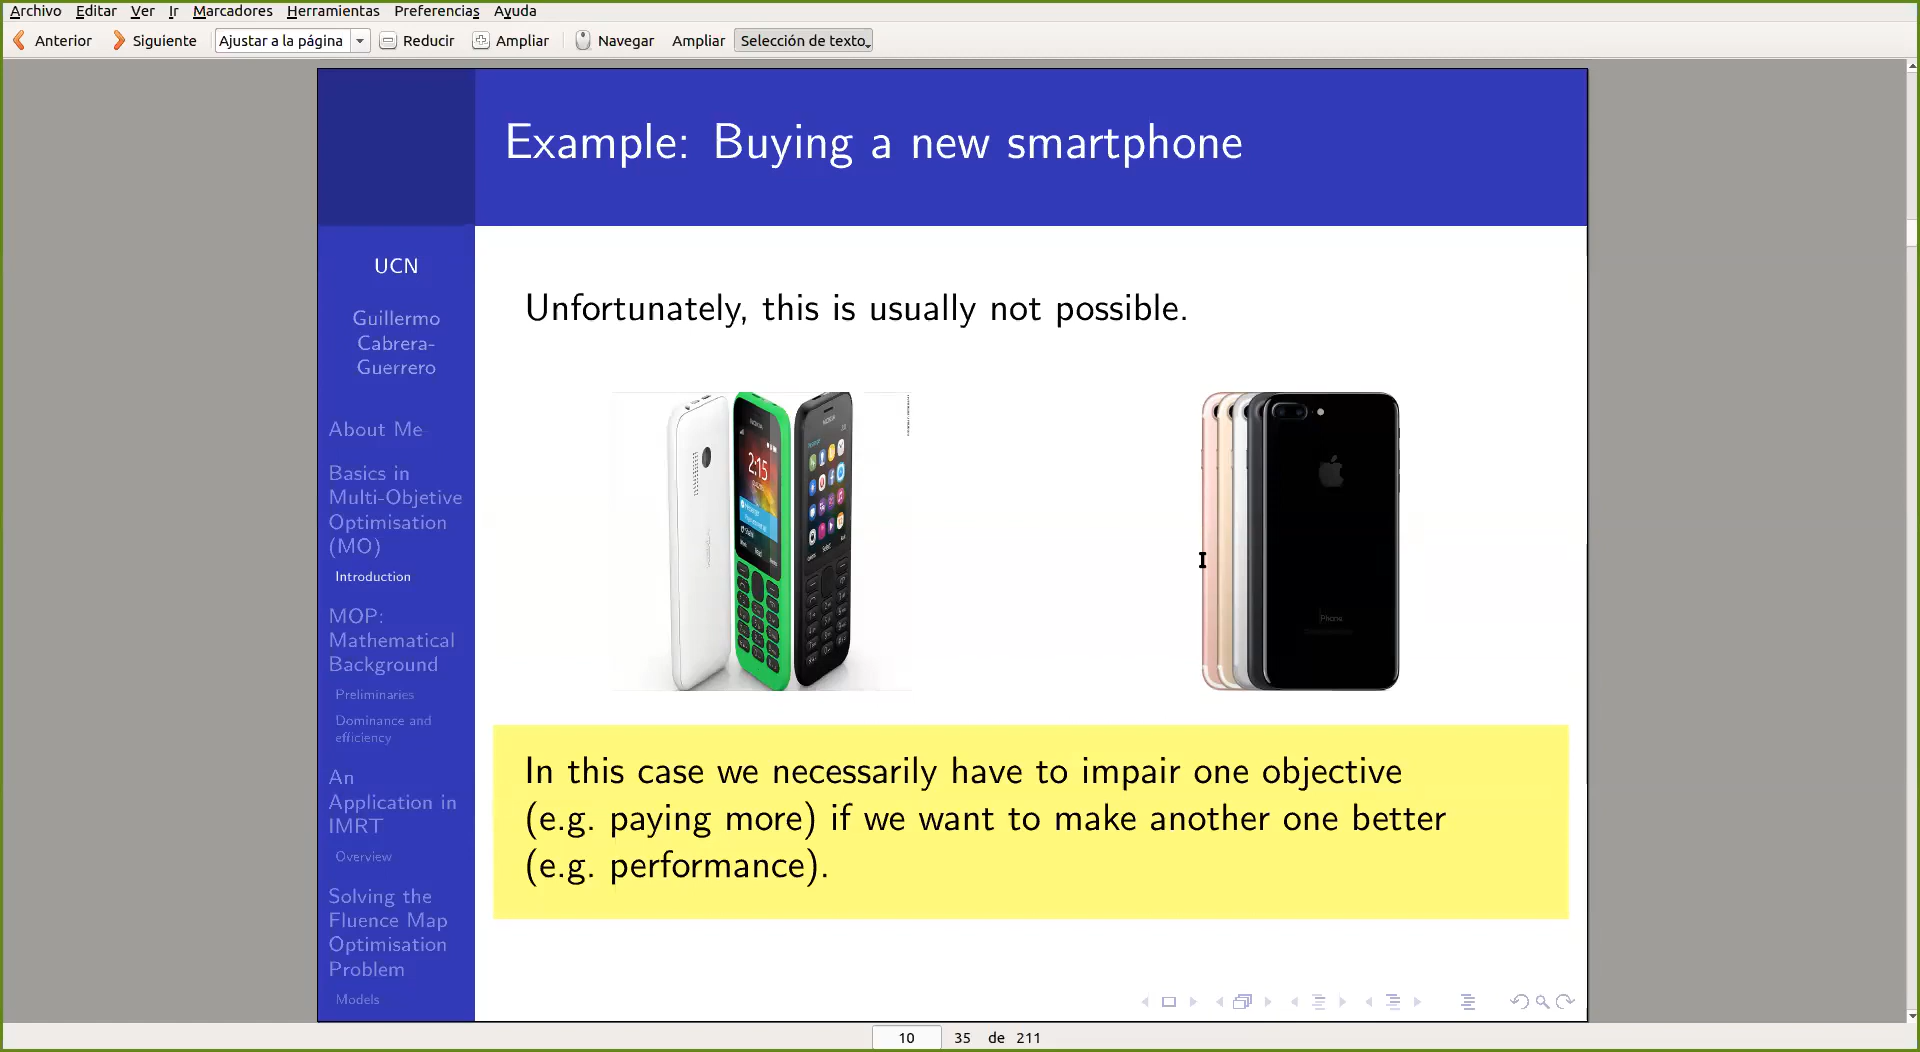 Archivo Editar Ver Ir Marcadores Herramientas Preferencias Ayuda
Anterior Siguiente Ajustar a la página Reducir Ampliar Navegar Ampliar Selección de texto
Example: Buying a new smartphone
UCN
Guillermo
Cabrera-
Guerrero
About Me
Basics in
Multi-Objetive
Optimisation
(MO)
Introduction
MOP:
Mathematical
Background
Preliminaries
Dominance and
efficiency
An
Application in
IMRT
Overview
Solving the
Fluence Map
Optimisation
Problem
Models
Unfortunately, this is usually not possible.
NOKIA
2:15
iPhone
In this case we necessarily have to impair one objective
(e.g. paying more) if we want to make another one better
(e.g. performance).
10 35 de 211